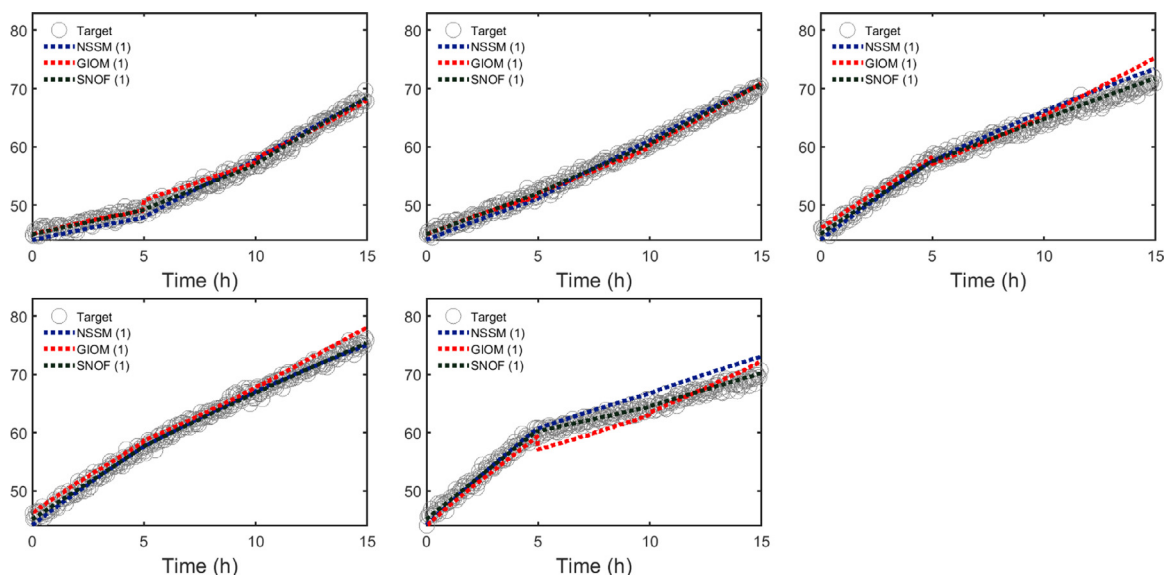 80
70
60
50
Target
NSSM (1)
GIOM (1)
SNOF (1)
0 5 10 15
Time (h)
80
70
60
50
Target
NSSM (1)
GIOM (1)
SNOF (1)
0 5 10 15
Time (h)
80
70
60
50
Target
NSSM (1)
GIOM (1)
SNOF (1)
0 5 10 15
Time (h)
80
70
60
50
Target
NSSM (1)
GIOM (1)
SNOF (1)
0 5 10 15
Time (h)
80
70
60
50
Target
NSSM (1)
GIOM (1)
SNOF (1)
0 5 10 15
Time (h)